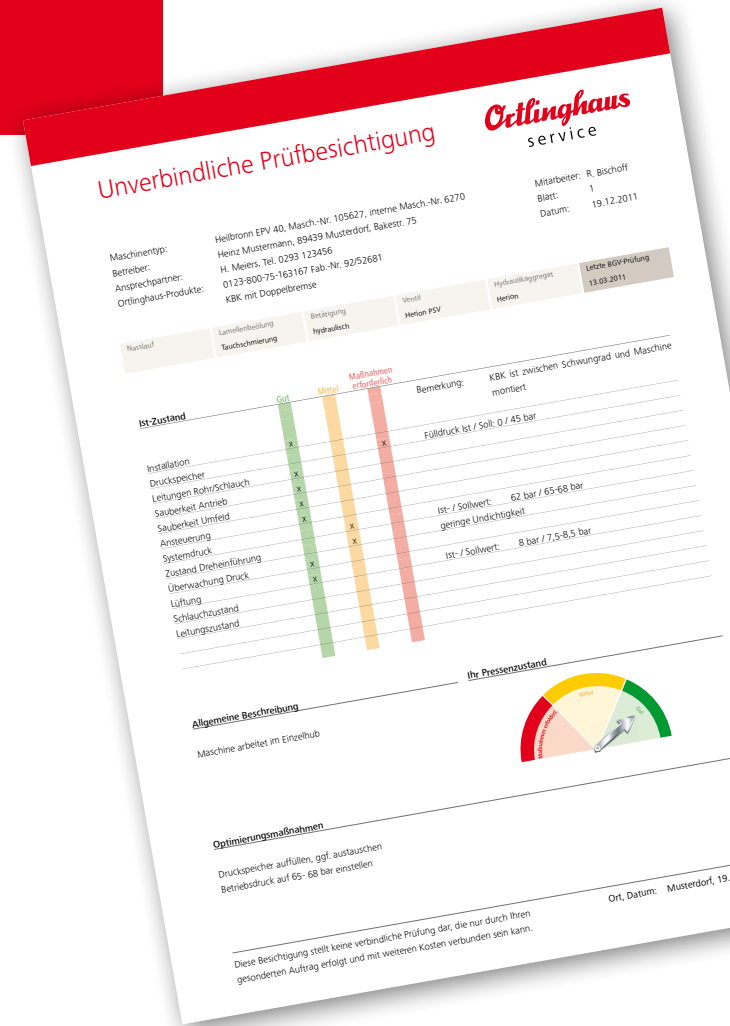 Ortlinghaus
service
Unverbindliche Prüfbesichtigung
Mitarbeiter: R. Bischoff
Blatt: 1
Datum: 19.12.2011
Maschinentyp: Heilbronn EPV 40, Masch.-Nr. 105627, interne Masch.-Nr. 6270
Betreiber: Heinz Mustermann, 89439 Musterdorf, Bakestr. 75
Ansprechpartner: H. Meiers, Tel. 0293 123456
Ortlinghaus-Produkte: 0123-800-75-163167 Fab.-Nr. 92/52681
KBK mit Doppelbremse
Nasslauf Lamellenbeölung Betätigung Ventil Hydraulikaggregat Letzte BGV-Prüfung
Tauchschmierung hydraulisch Herion PSV Herion 13.03.2011
Ist-Zustand Gut Mittel Maßnahmen
erforderlich
Bemerkung: KBK ist zwischen Schwungrad und Maschine
montiert
Installation x
Druckspeicher x Fülldruck Ist / Soll: 0 / 45 bar
Leitungen Rohr/Schlauch x
Sauberkeit Antrieb x
Sauberkeit Umfeld x
Ansteuerung x
Systemdruck x Ist- / Sollwert: 62 bar / 65-68 bar
Zustand Dreheinführung x geringe Undichtigkeit
Überwachung Druck x
Lüftung x Ist- / Sollwert: 8 bar / 7,5-8,5 bar
Schlauchzustand
Leitungszustand
Allgemeine Beschreibung
Maschine arbeitet im Einzelhub
Ihr Pressenzustand
Maßnahmen erforderl.
Mittel
Gut
Optimierungsmaßnahmen
Druckspeicher auffüllen, ggf. austauschen
Betriebsdruck auf 65- 68 bar einstellen
Ort, Datum: Musterdorf, 19.
Diese Besichtigung stellt keine verbindliche Prüfung dar, die nur durch Ihren
gesonderten Auftrag erfolgt und mit weiteren Kosten verbunden sein kann.